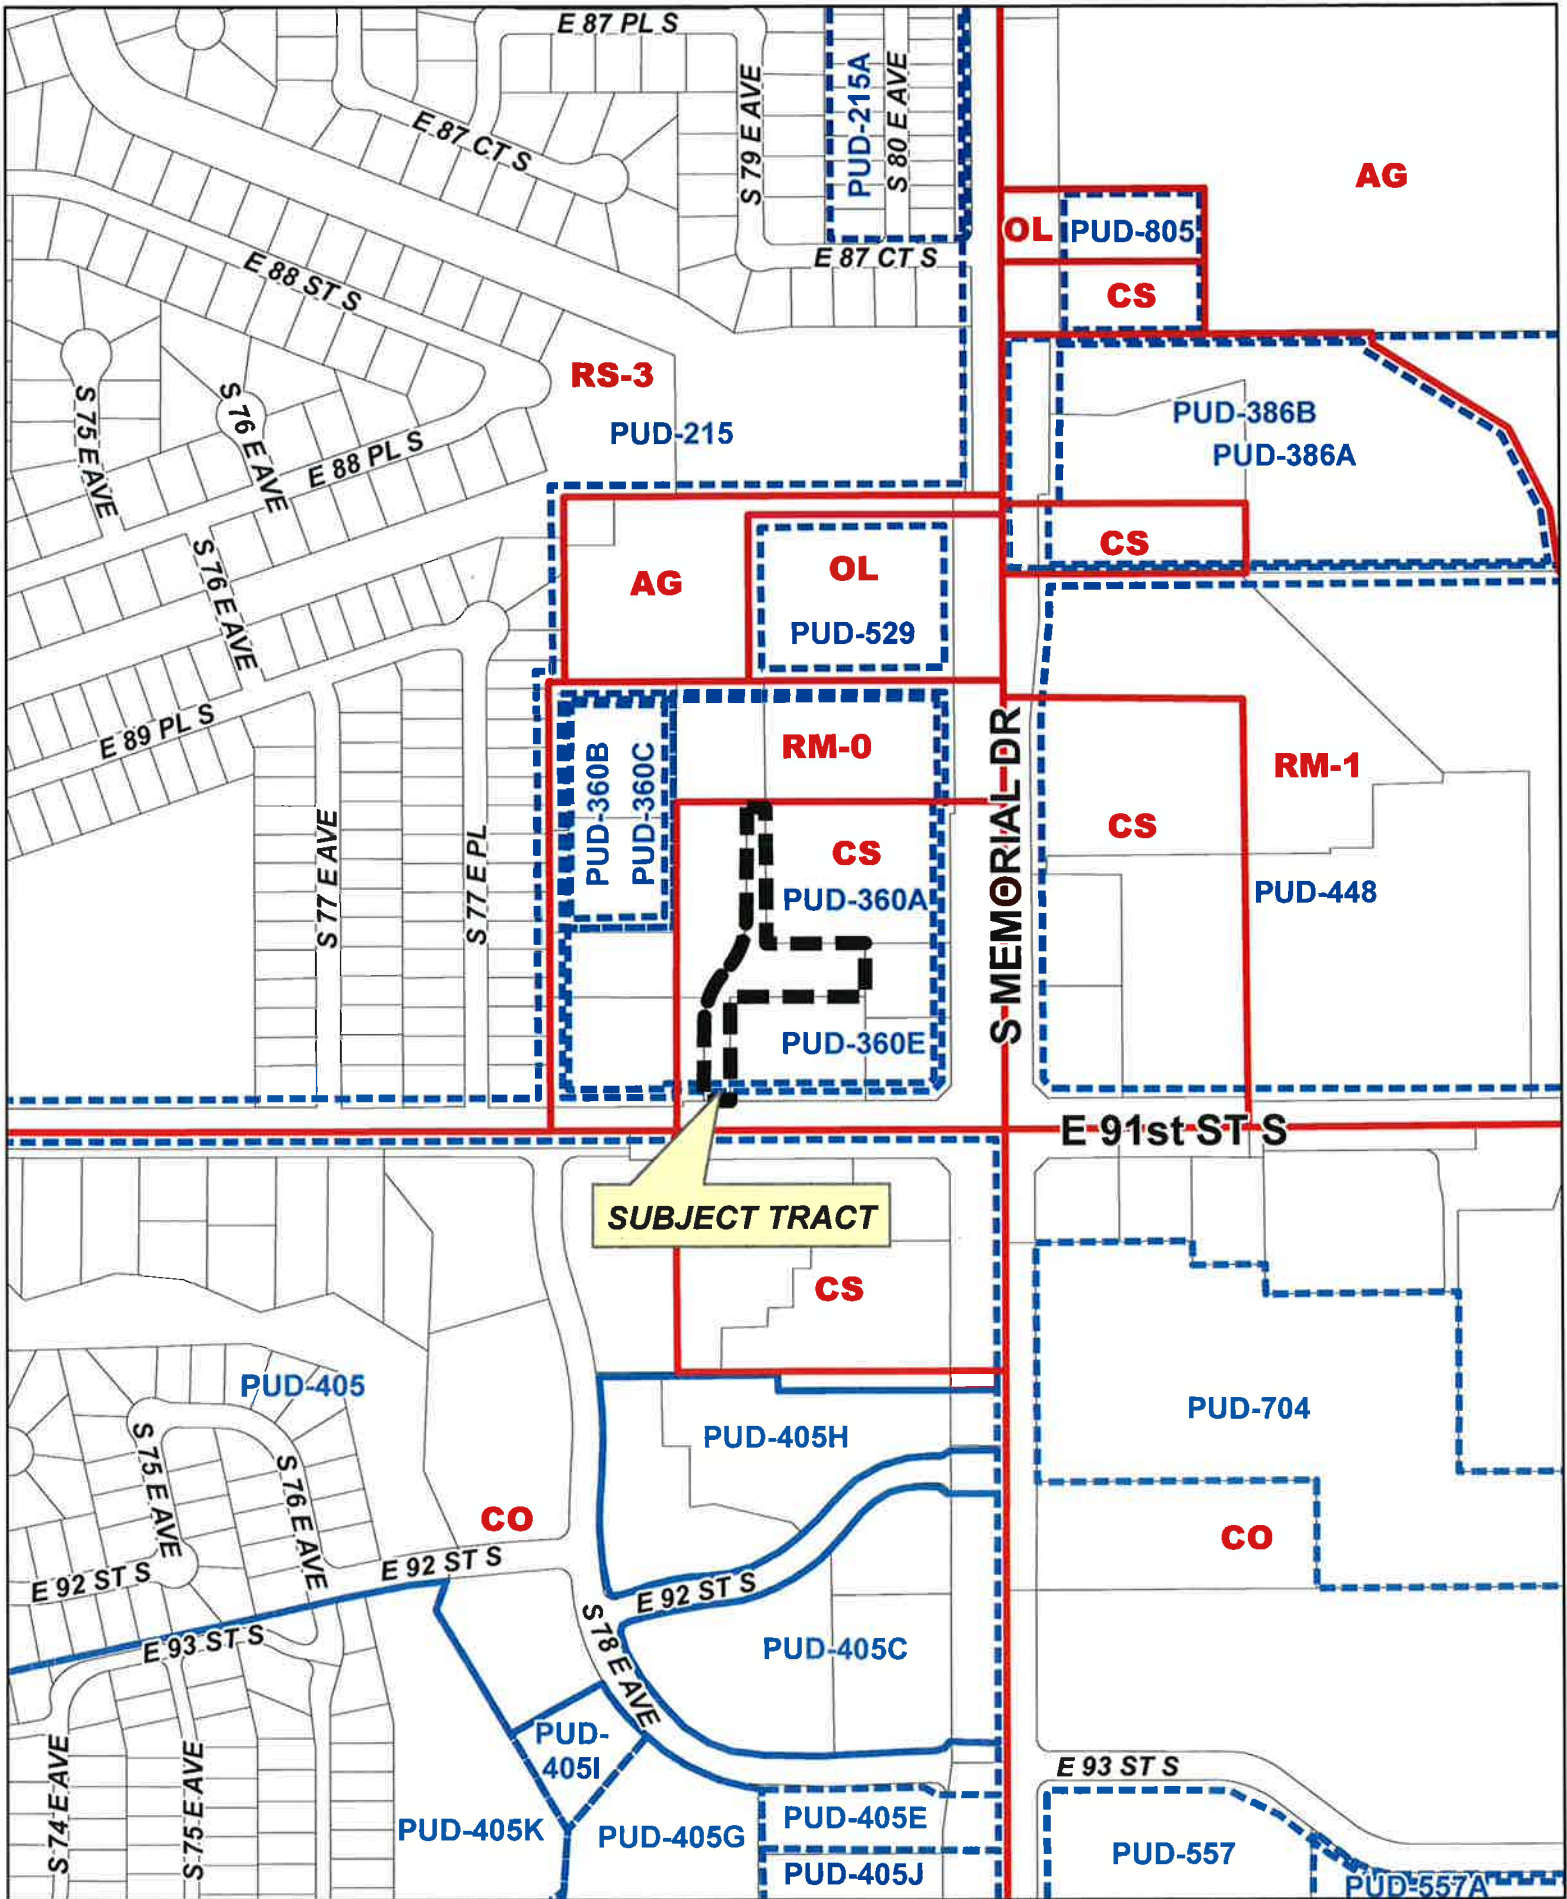 E 87 PL S
E 87 CT S
S 79 E AVE
PUD-215A
S 80 E AVE
E 87 CT S
AG
OL
PUD-805
CS
E 88 ST S
S 75 E AVE
S 76 E AVE
E 88 PL S
RS-3
PUD-215
PUD-386B
PUD-386A
CS
S 76 E AVE
AG
OL
PUD-529
E 89 PL S
S 77 E AVE
S 77 E PL
PUD-360B
PUD-360C
RM-0
CS
PUD-360A
PUD-360E
S MEMORIAL DR
RM-1
CS
PUD-448
E 91st ST S
SUBJECT TRACT
CS
PUD-405
S 75 E AVE
S 76 E AVE
PUD-405H
PUD-704
CO
CO
E 92 ST S
E 92 ST S
E 92 ST S
E 93 ST S
S 78 E AVE
PUD-405C
S 74 E AVE
S 75 E AVE
PUD-
405I
E 93 ST S
PUD-405K
PUD-405G
PUD-405E
PUD-405J
PUD-557
PUD-557A